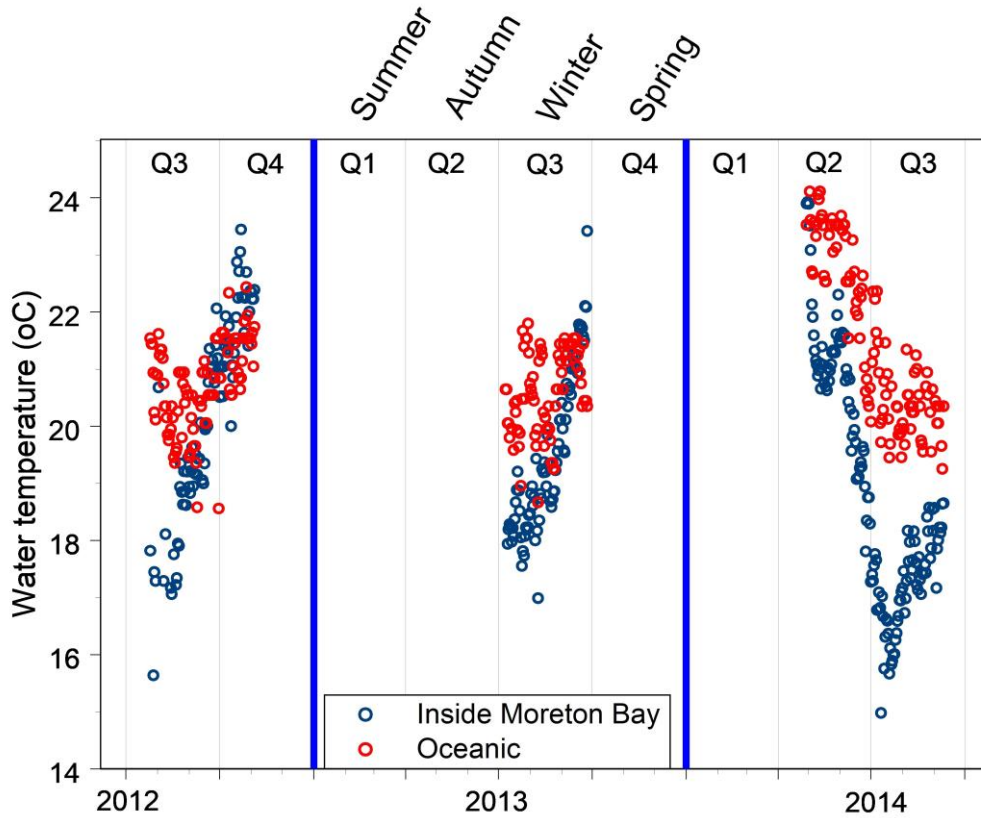 Summer Autumn Winter Spring
Q3 Q4 Q1 Q2 Q3 Q4 Q1 Q2 Q3
Water temperature (oC)
24
22
20
18
16
14
Inside Moreton Bay
Oceanic
2012 2013 2014